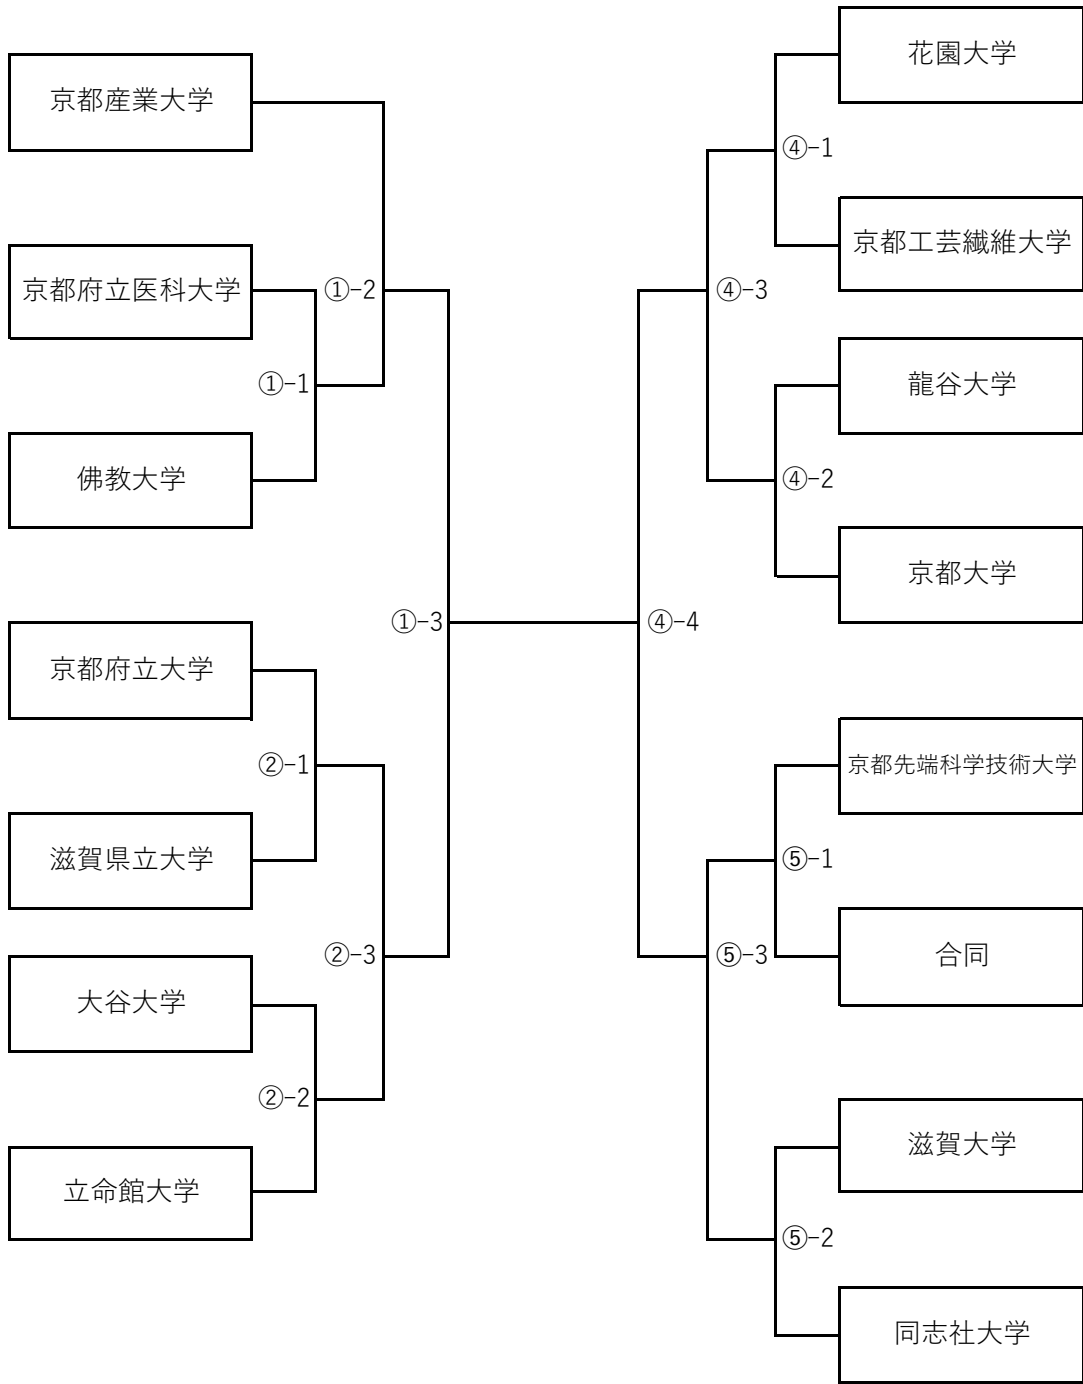 京都産業大学
京都府立医科大学
①-2
①-1
佛教大学
①-3
京都府立大学
②-1
滋賀県立大学
②-3
大谷大学
②-2
立命館大学
花園大学
④-1
京都工芸繊維大学
④-3
龍谷大学
④-2
京都大学
④-4
京都先端科学技術大学
⑤-1
合同
⑤-3
滋賀大学
⑤-2
同志社大学